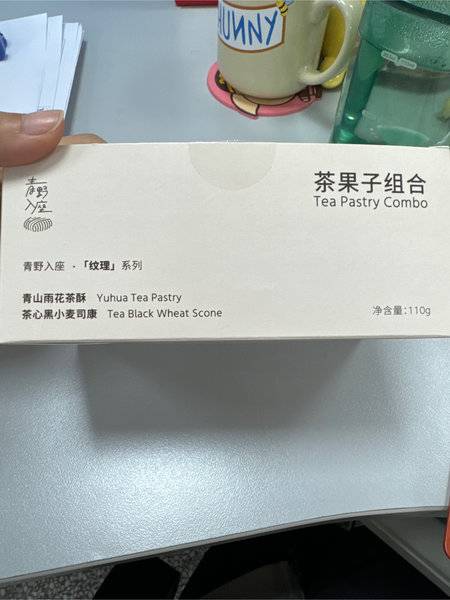 HUNNY
青野
入座
茶果子组合
Tea Pastry Combo
青野入座 · 「纹理」系列
青山雨花茶酥 Yuhua Tea Pastry
茶心黑小麦司康 Tea Black Wheat Scone
净含量:110g